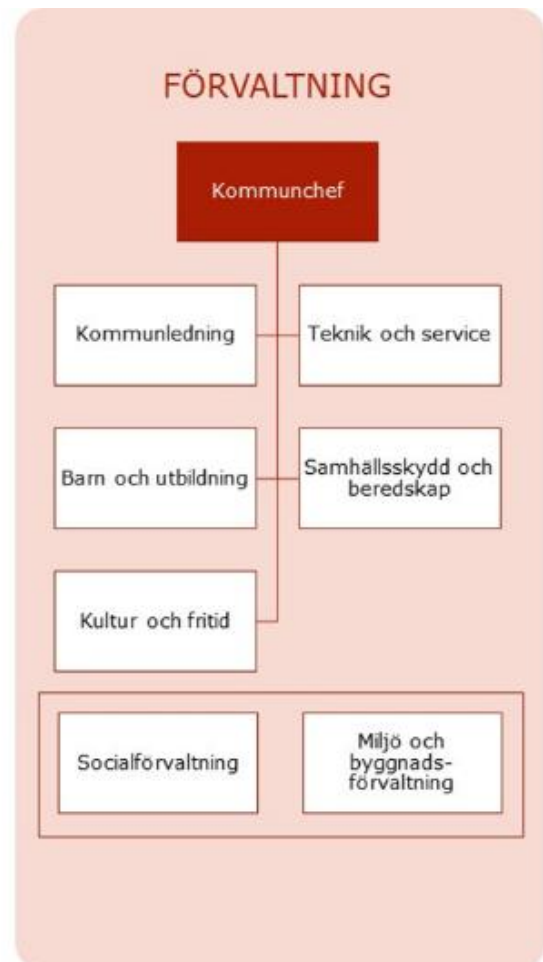 FÖRVALTNING
Kommunchef
Kommunledning
Teknik och service
Barn och utbildning
Samhällsskydd och
beredskap
Kultur och fritid
Socialförvaltning
Miljö och
byggnads-
förvaltning